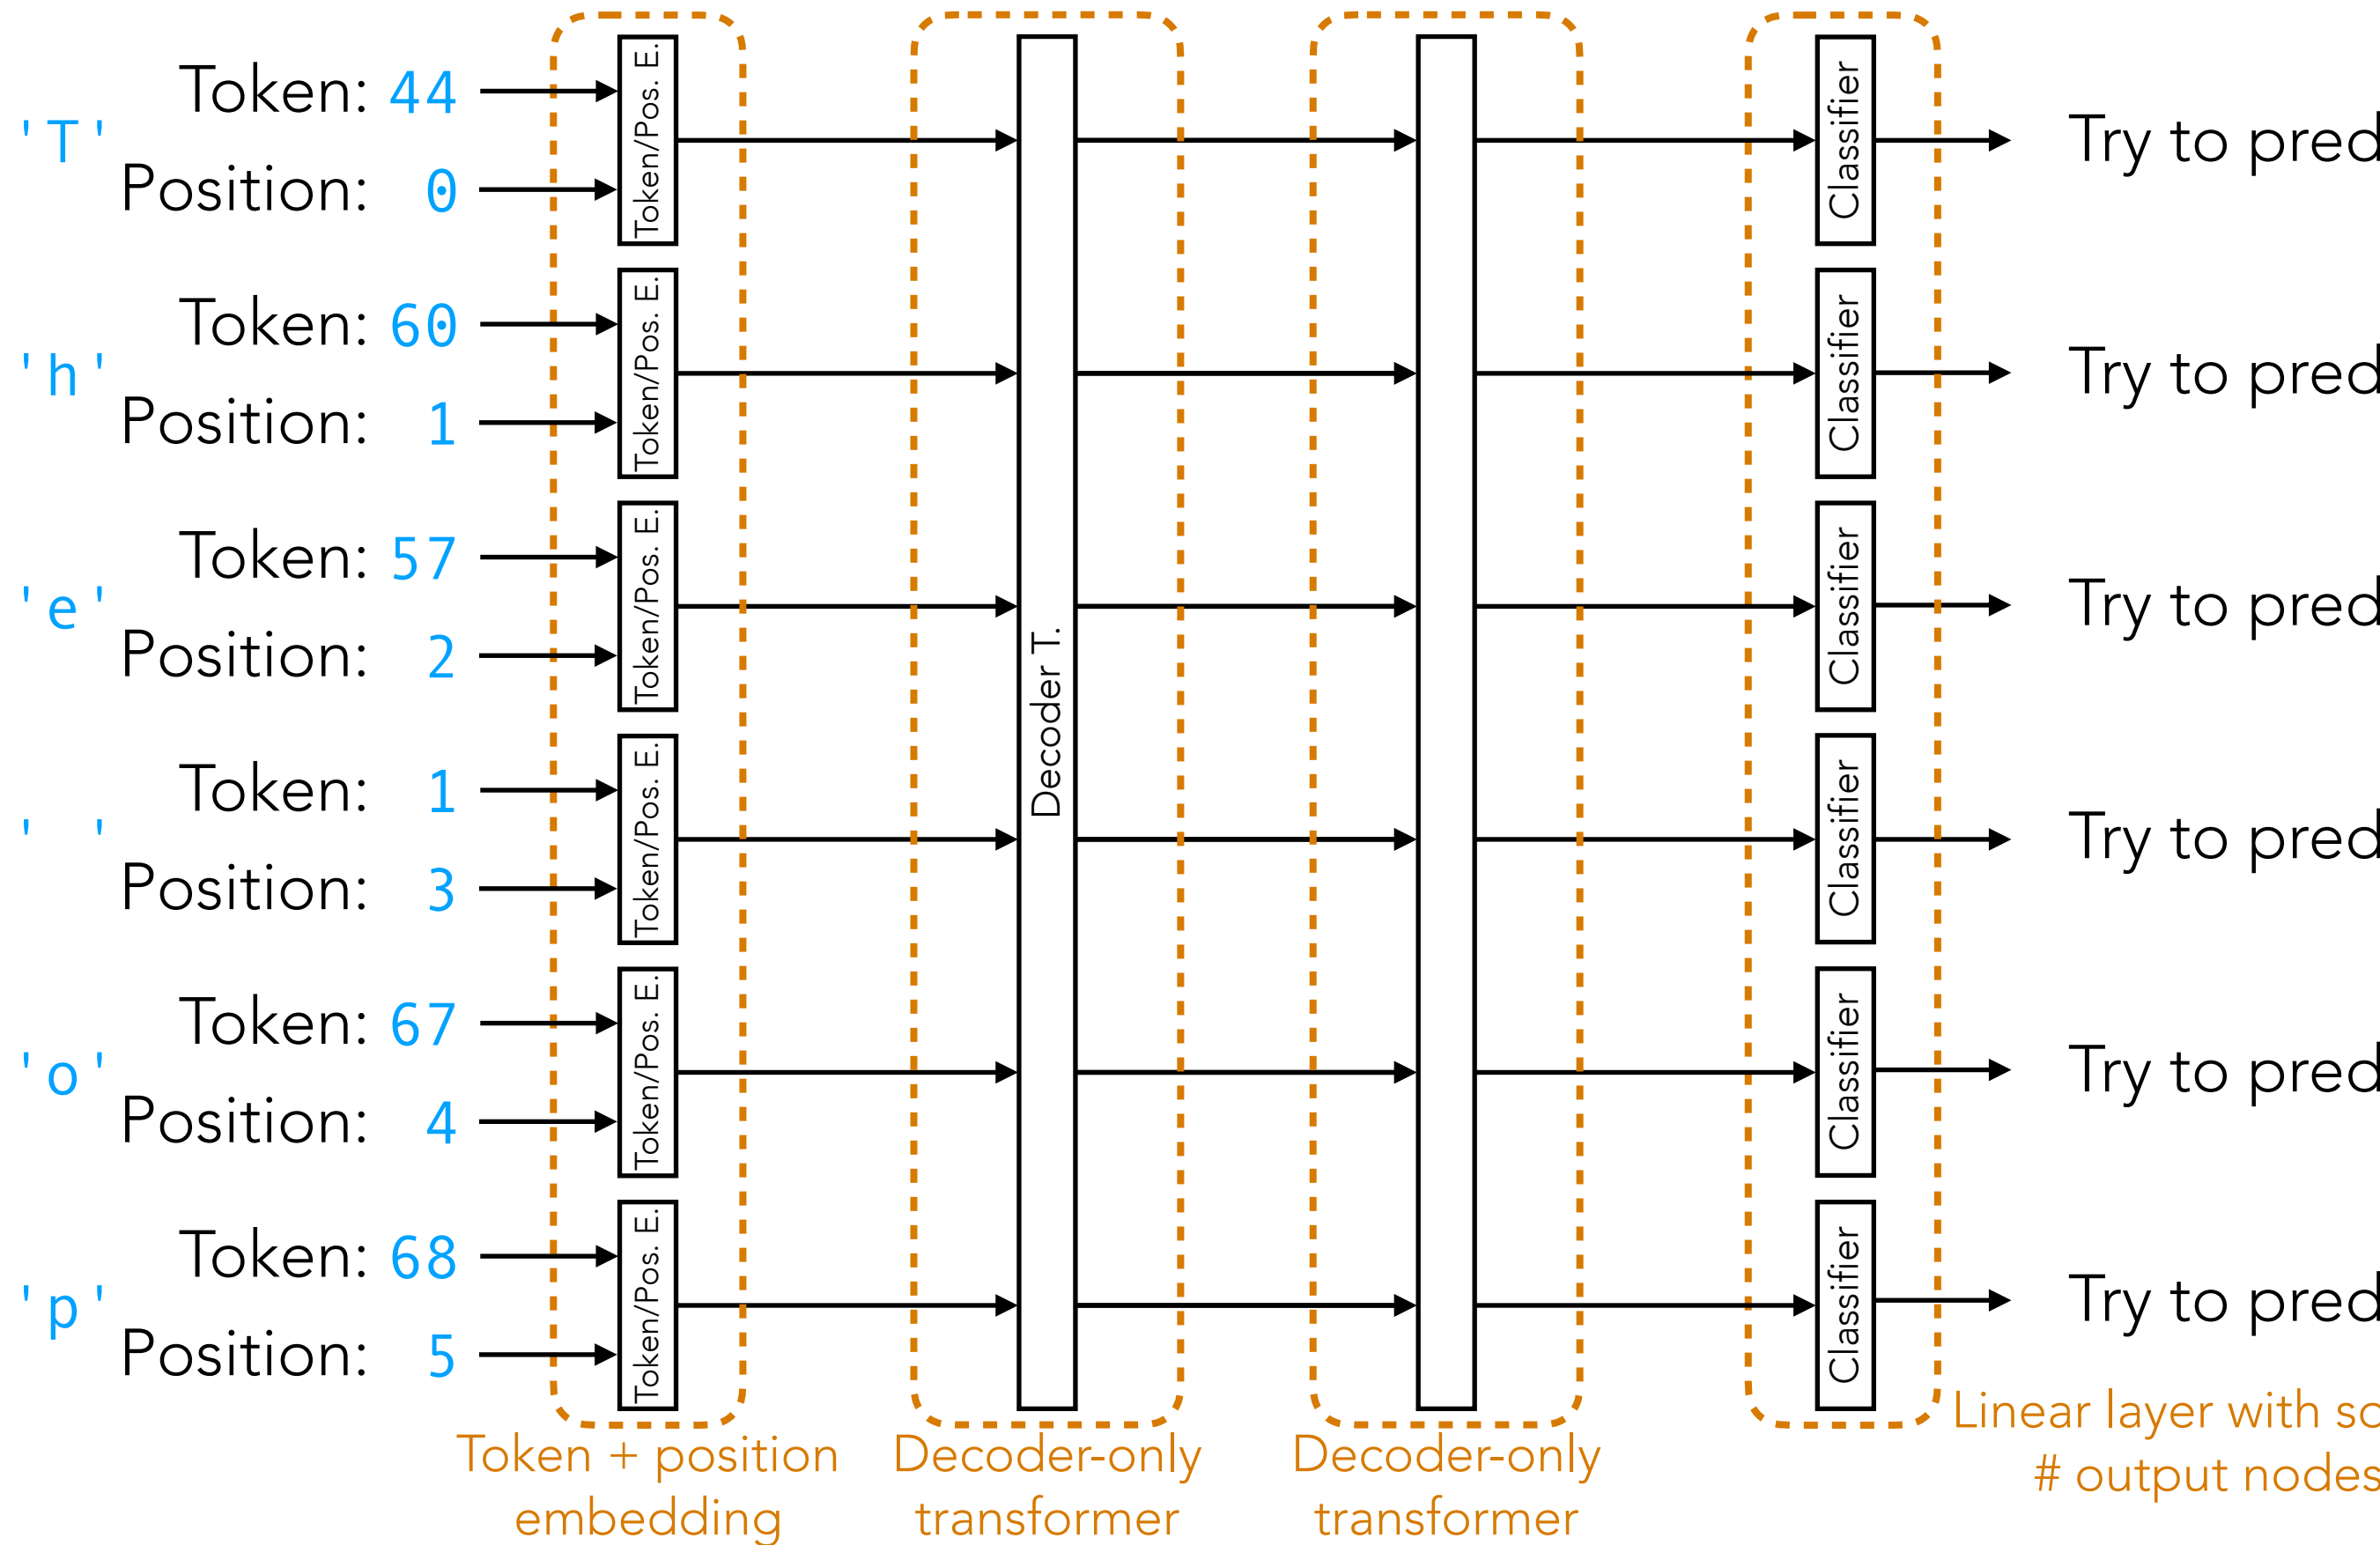 Token: 44
'T'
Position: 0
Token/Pos. E.
Classifier
Try to pred
Token: 60
'h'
Position: 1
Token/Pos. E.
Classifier
Try to pred
Token: 57
'e'
Position: 2
Token/Pos. E.
Classifier
Try to pred
Decoder T.
Token: 1
' '
Position: 3
Token/Pos. E.
Classifier
Try to pred
Token: 67
'o'
Position: 4
Token/Pos. E.
Classifier
Try to pred
Token: 68
'p'
Position: 5
Token/Pos. E.
Classifier
Try to pred
Token + position
embedding
Decoder-only
transformer
Decoder-only
transformer
Linear layer with so
# output nodes